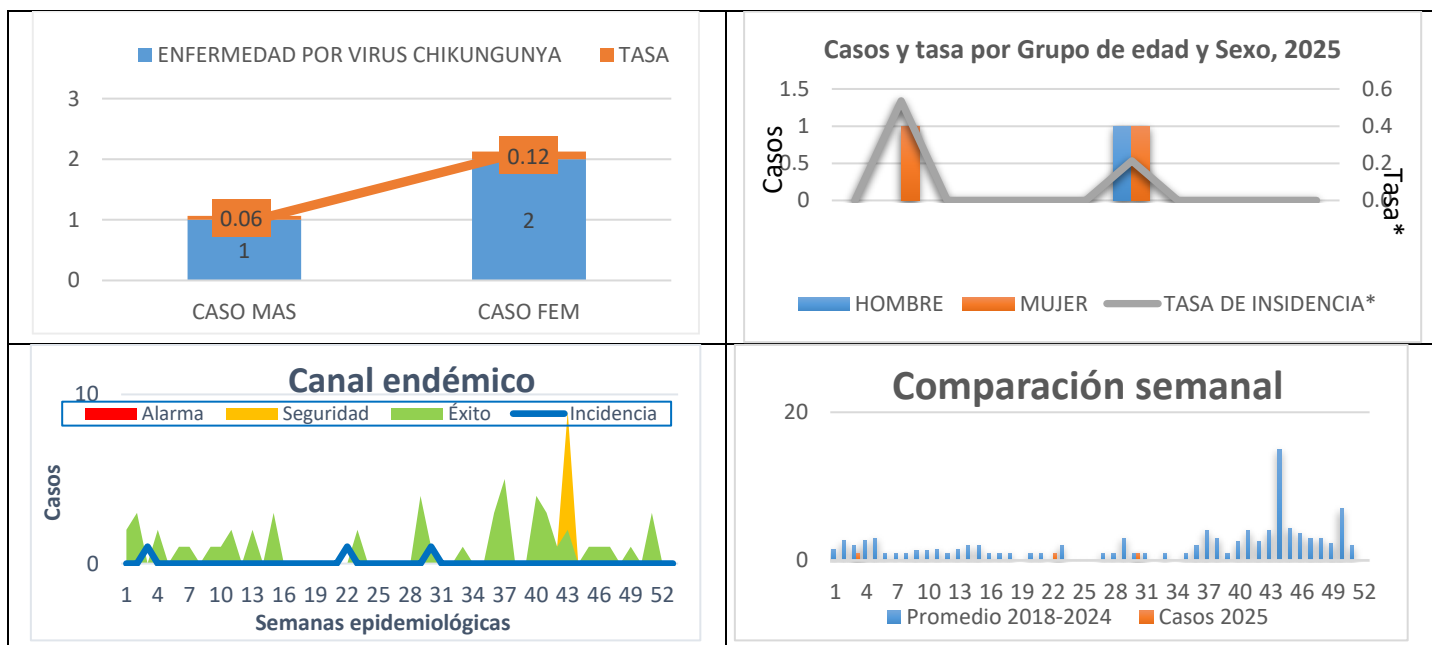 ENFERMEDAD POR VIRUS CHIKUNGUNYA TASA
3
2
1
0
0.06
1
0.12
2
CASO MAS CASO FEM
Casos y tasa por Grupo de edad y Sexo, 2025
1.5
1
0.5
0
Casos
0.6
0.4
0.2
0.0
Tasa*
HOMBRE MUJER TASA DE INSIDENCIA*
Canal endémico
10
Alarma Seguridad Éxito Incidencia
Casos
0
1 4 7 10 13 16 19 22 25 28 31 34 37 40 43 46 49 52
Semanas epidemiológicas
Comparación semanal
20
0
1 4 7 10 13 16 19 22 25 28 31 34 37 40 43 46 49 52
Promedio 2018-2024 Casos 2025